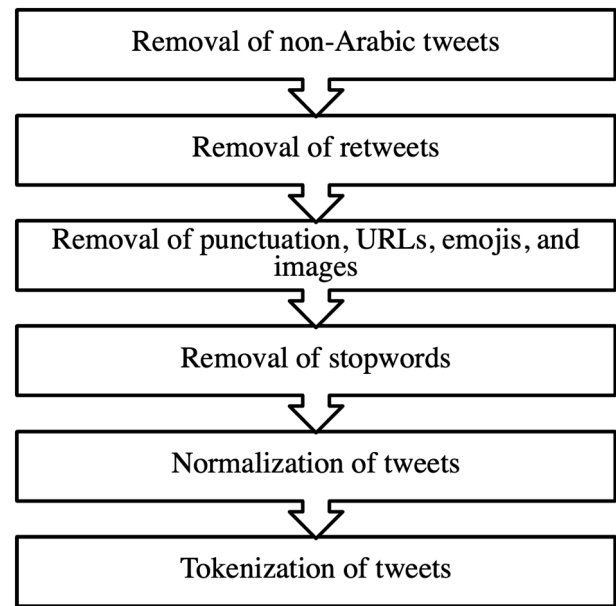 Removal of non-Arabic tweets
Removal of retweets
Removal of punctuation, URLs, emojis, and
images
Removal of stopwords
Normalization of tweets
Tokenization of tweets